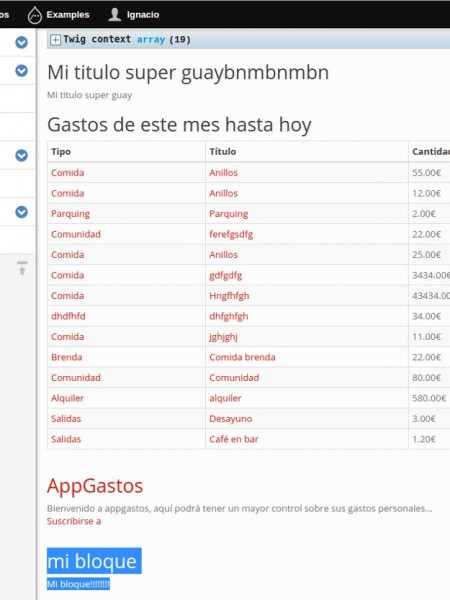 os Examples Ignacio
Twig context array (19)
Mi titulo super guaybnmbnmbn
Mi titulo super guay
Gastos de este mes hasta hoy
Tipo Título Cantidad
Comida Anillos 55.00€
Comida Anillos 12.00€
Parquing Parquing 2.00€
Comunidad ferefgsdfg 22.00€
Comida Anillos 25.00€
Comida gdfgdfg 3434.00€
Comida Hngfhfgh 43434.00
dhdfhfd dhfghfgh 34.00€
Comida jghjghj 11.00€
Brenda Comida brenda 22.00€
Comunidad Comunidad 80.00€
Alquiler alquiler 580.00€
Salidas Desayuno 3.00€
Salidas Café en bar 1.20€
AppGastos
Bienvenido a appgastos, aquí podrá tener un mayor control sobre sus gastos personales...
Suscribirse a
mi bloque
Mi bloque!!!!!!!!